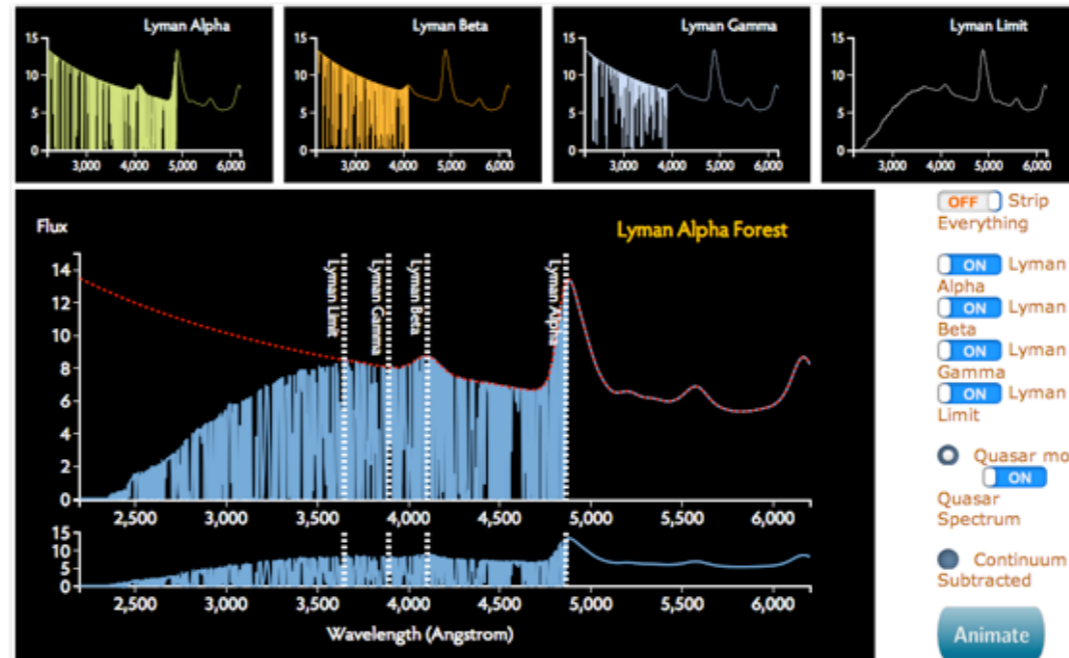 Lyman Alpha
15
10
5
0
3,000 4,000 5,000 6,000
Lyman Beta
15
10
5
0
3,000 4,000 5,000 6,000
Lyman Gamma
15
10
5
0
3,000 4,000 5,000 6,000
Lyman Limit
15
10
5
0
3,000 4,000 5,000 6,000
Flux
Lyman Alpha Forest
14
12
10
8
6
4
2
0
Lyman Limit
Lyman Gamma
Lyman Beta
Lyman Alpha
2,500 3,000 3,500 4,000 4,500 5,000 5,500 6,000
15
10
5
0
2,500 3,000 3,500 4,000 4,500 5,000 5,500 6,000
Wavelength (Angstrom)
OFF Strip
Everything
ON Lyman
Alpha
ON Lyman
Beta
ON Lyman
Gamma
ON Lyman
Limit
Quasar mo
ON
Quasar
Spectrum
Continuum
Subtracted
Animate